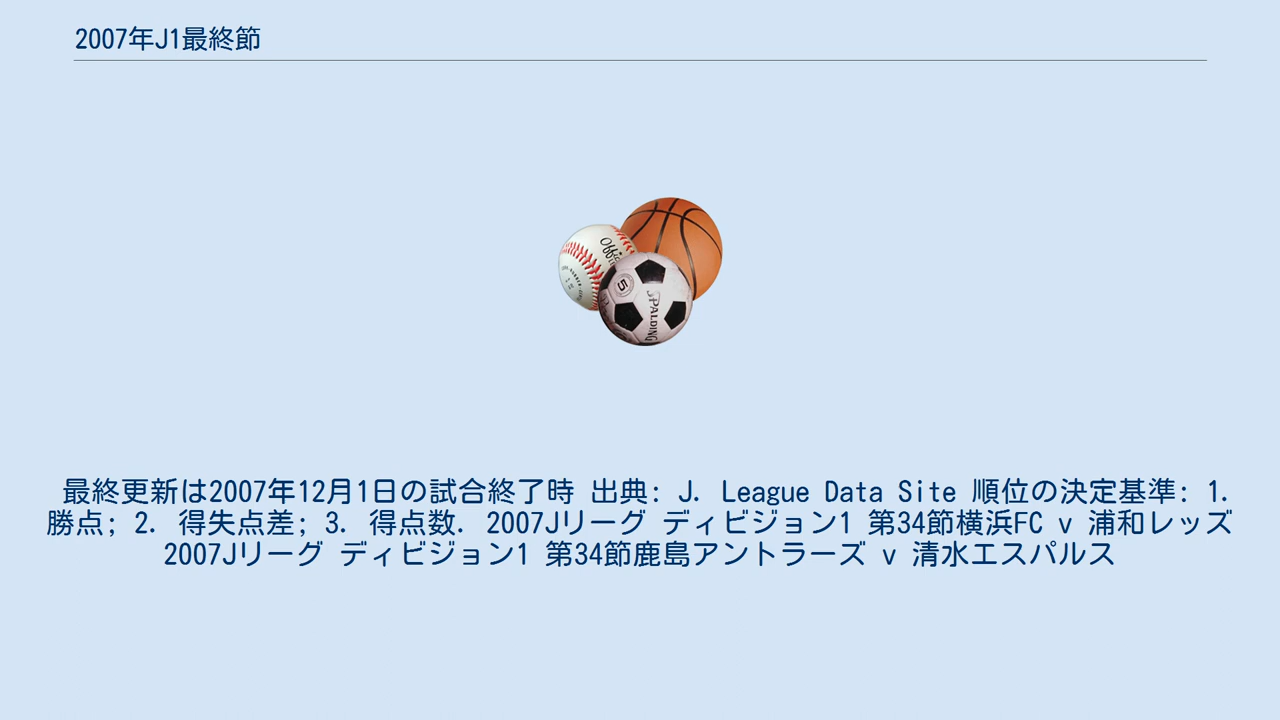 2007年J1最終節
Offic
5
SPALDING
最終更新は2007年12月1日の試合終了時 出典: J. League Data Site 順位の決定基準: 1.
勝点; 2. 得失点差; 3. 得点数. 2007Jリーグ ディビジョン1 第34節横浜FC v 浦和レッズ
2007Jリーグ ディビジョン1 第34節鹿島アントラーズ v 清水エスパルス